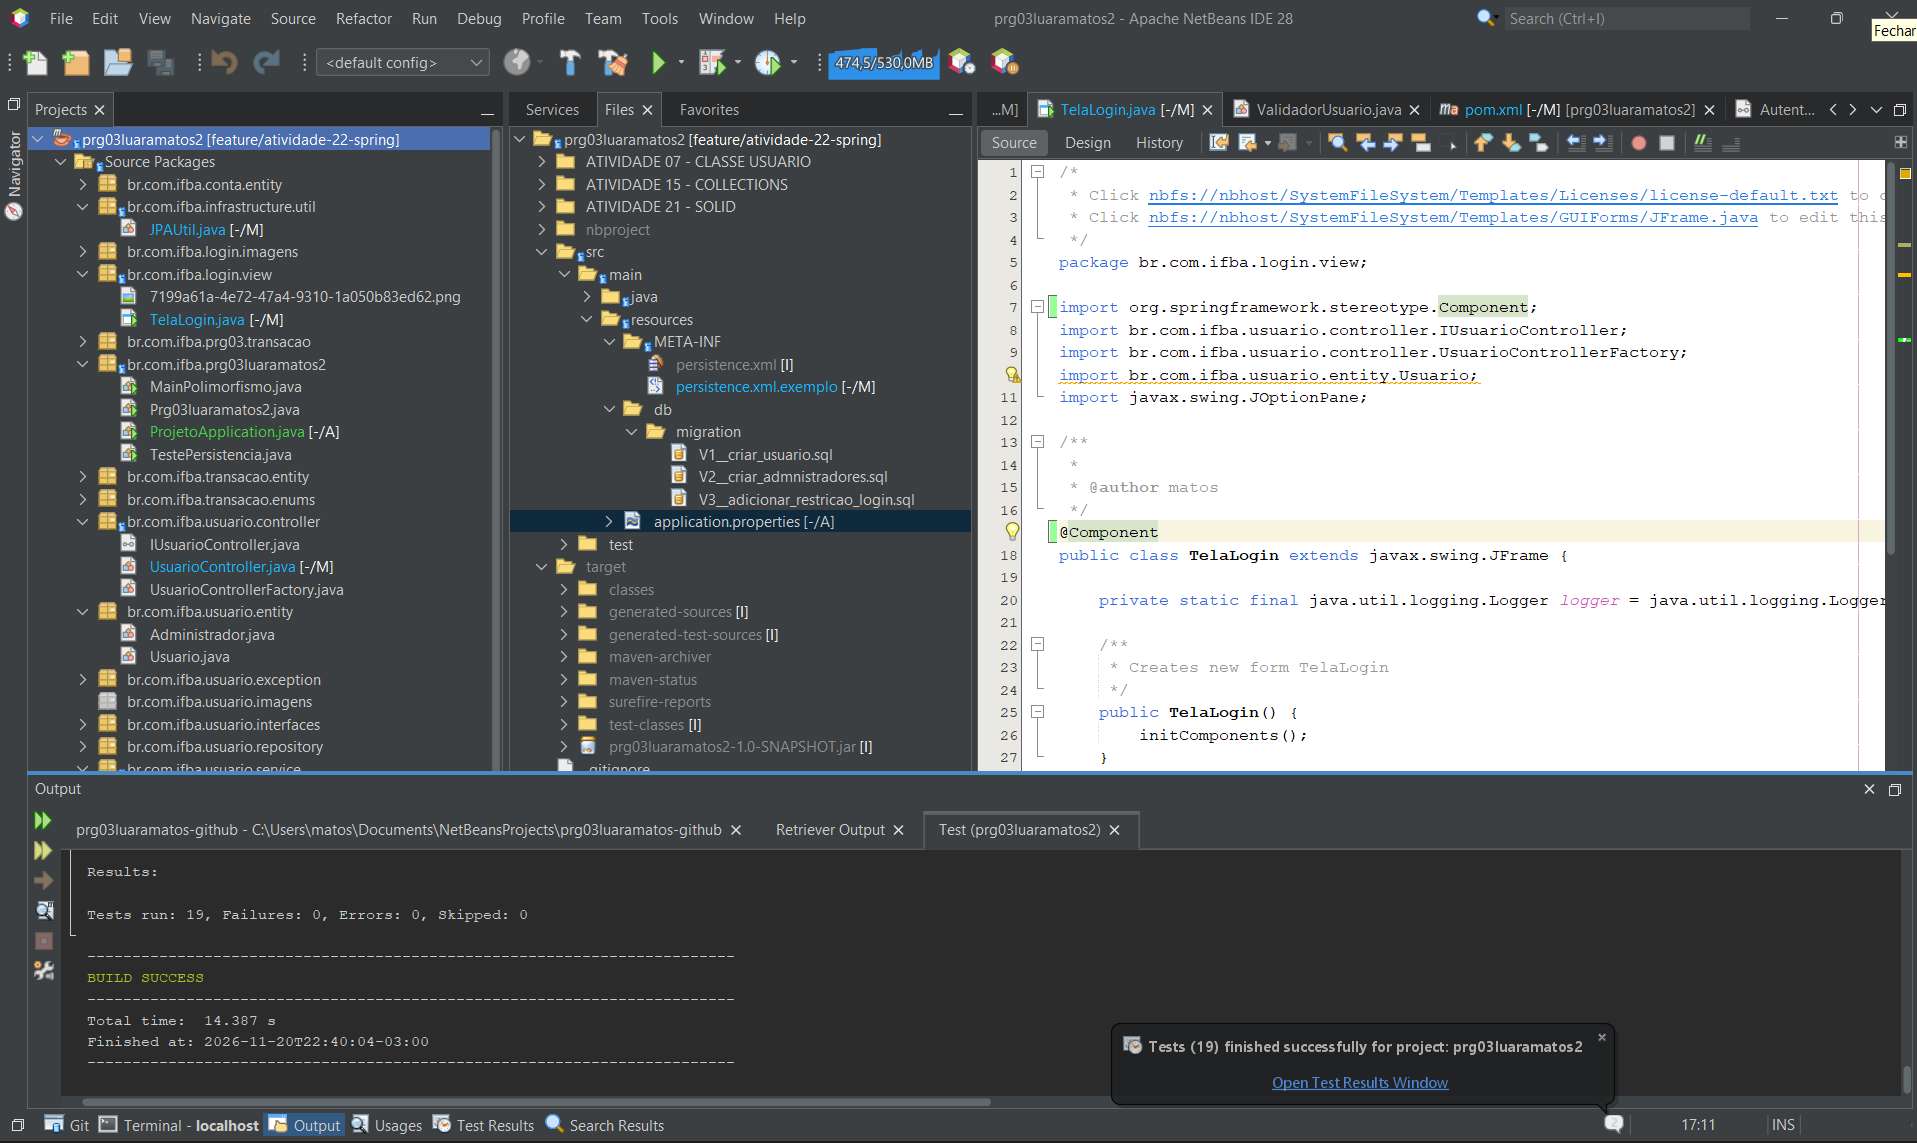 File Edit View Navigate Source Refactor Run Debug Profile Team Tools Window Help
prg03luaramatos2 - Apache NetBeans IDE 28
Search (Ctrl+I)
Fechar
<default config>
474,5/530,0MB
Navigator
Projects
prg03luaramatos2 [feature/atividade-22-spring]
Source Packages
br.com.ifba.conta.entity
br.com.ifba.infrastructure.util
JPAUtil.java [-/M]
br.com.ifba.login.imagens
br.com.ifba.login.view
7199a61a-4e72-47a4-9310-1a050b83ed62.png
TelaLogin.java [-/M]
br.com.ifba.prg03.transacao
br.com.ifba.prg03luaramatos2
MainPolimorfismo.java
Prg03luaramatos2.java
ProjetoApplication.java [-/A]
TestePersistencia.java
br.com.ifba.transacao.entity
br.com.ifba.transacao.enums
br.com.ifba.usuario.controller
IUsuarioController.java
UsuarioController.java [-/M]
UsuarioControllerFactory.java
br.com.ifba.usuario.entity
Administrador.java
Usuario.java
br.com.ifba.usuario.exception
br.com.ifba.usuario.imagens
br.com.ifba.usuario.interfaces
br.com.ifba.usuario.repository
br.com.ifba.usuario.service
Services Files Favorites
prg03luaramatos2 [feature/atividade-22-spring]
ATIVIDADE 07 - CLASSE USUARIO
ATIVIDADE 15 - COLLECTIONS
ATIVIDADE 21 - SOLID
nbproject
src
main
java
resources
META-INF
persistence.xml [I]
persistence.xml.exemplo [-/M]
db
migration
V1__criar_usuario.sql
V2__criar_admnistradores.sql
V3__adicionar_restricao_login.sql
application.properties [-/A]
test
target
classes
generated-sources [I]
generated-test-sources [I]
maven-archiver
maven-status
surefire-reports
test-classes [I]
prg03luaramatos2-1.0-SNAPSHOT.jar [I]
.gitignore
...M] TelaLogin.java [-/M] ValidadorUsuario.java pom.xml [-/M] [prg03luaramatos2] Autent...
Source Design History
1 /*
2 * Click nbfs://nbhost/SystemFileSystem/Templates/Licenses/license-default.txt to c
3 * Click nbfs://nbhost/SystemFileSystem/Templates/GUIForms/JFrame.java to edit this
4 */
5 package br.com.ifba.login.view;
6
7 import org.springframework.stereotype.Component;
8 import br.com.ifba.usuario.controller.IUsuarioController;
9 import br.com.ifba.usuario.controller.UsuarioControllerFactory;
import br.com.ifba.usuario.entity.Usuario;
11 import javax.swing.JOptionPane;
12
13 /**
14 *
15 * @author matos
16 */
@Component
18 public class TelaLogin extends javax.swing.JFrame {
19
20 private static final java.util.logging.Logger logger = java.util.logging.Logger
21
22 /**
23 * Creates new form TelaLogin
24 */
25 public TelaLogin() {
26 initComponents();
27 }
Output
prg03luaramatos-github - C:\Users\matos\Documents\NetBeansProjects\prg03luaramatos-github Retriever Output Test (prg03luaramatos2)
Results:
Tests run: 19, Failures: 0, Errors: 0, Skipped: 0
------------------------------------------------------------------------
BUILD SUCCESS
------------------------------------------------------------------------
Total time: 14.387 s
Finished at: 2026-11-20T22:40:04-03:00
------------------------------------------------------------------------
Tests (19) finished successfully for project: prg03luaramatos2
Open Test Results Window
Git Terminal - localhost Output Usages Test Results Search Results
17:11 INS